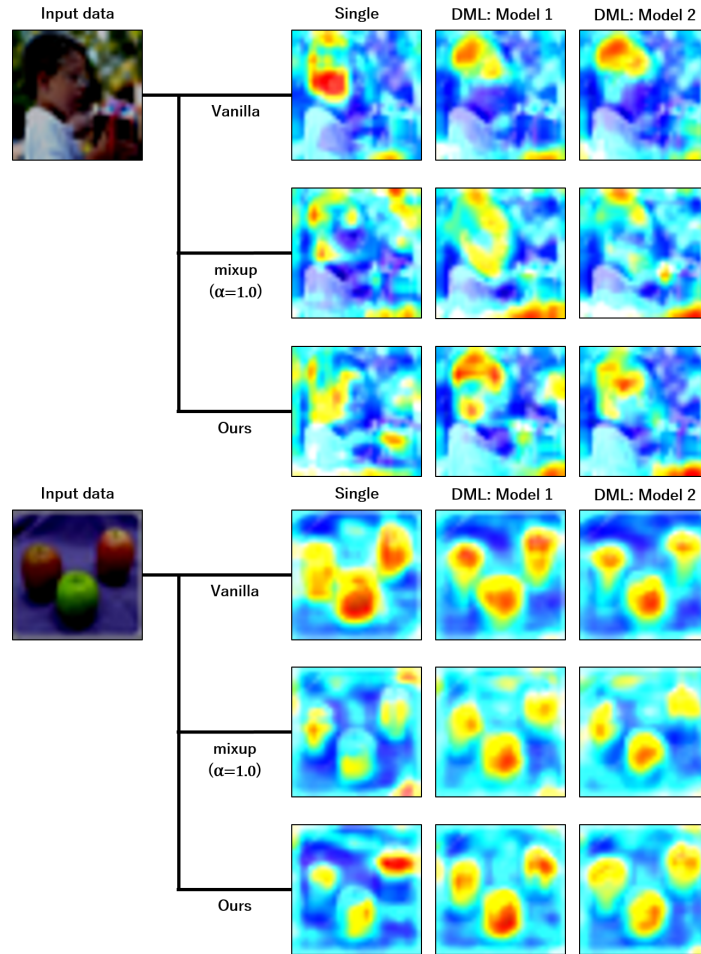 Input data
Single
DML: Model 1
DML: Model 2
Vanilla
mixup
(α=1.0)
Ours
Input data
Single
DML: Model 1
DML: Model 2
Vanilla
mixup
(α=1.0)
Ours